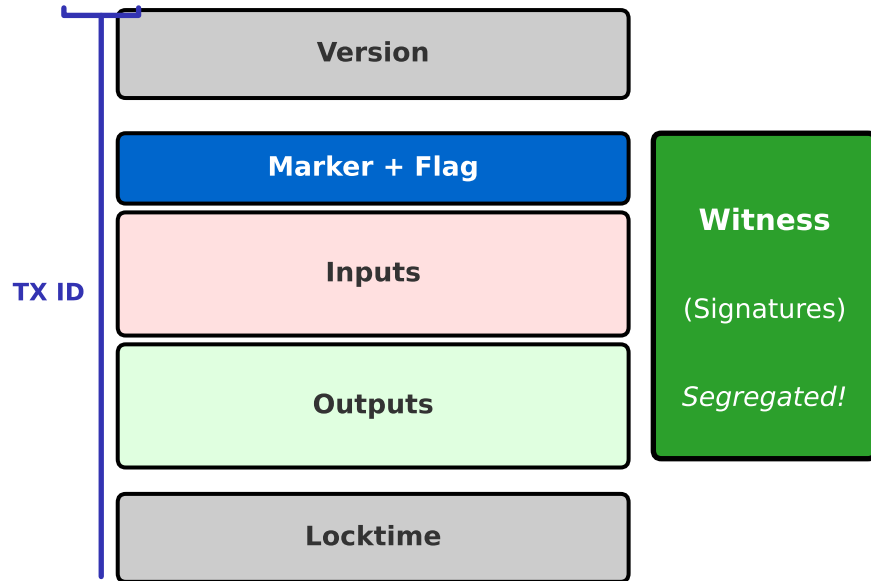 Version
Marker + Flag
Inputs
TX ID
Outputs
Locktime
Witness
(Signatures)
Segregated!